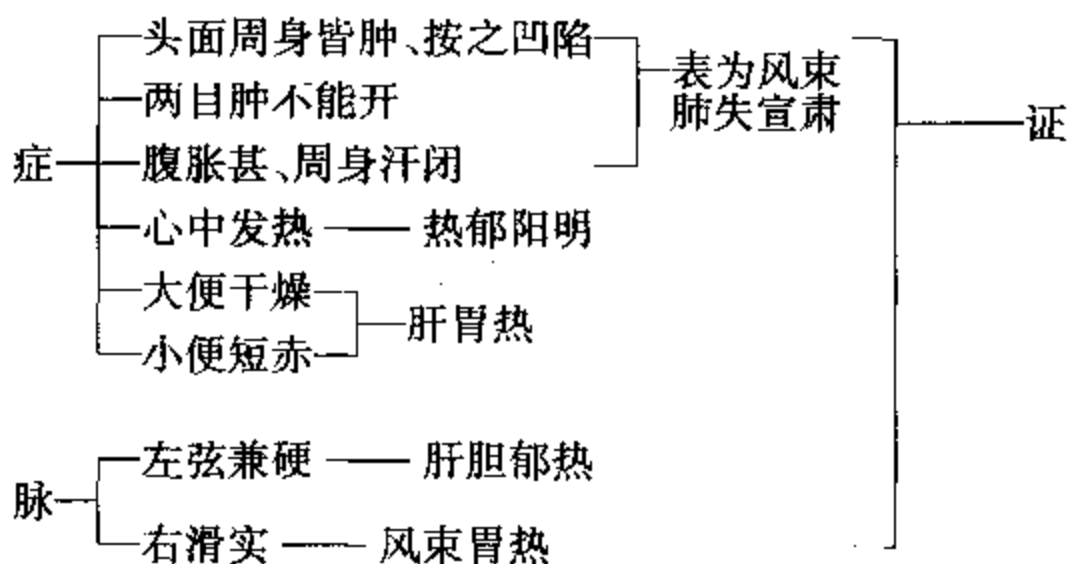 头面周身皆肿、按之凹陷
两目肿不能开
表为风束
肺失宣肃
证
症
腹胀甚、周身汗闭
心中发热
热郁阳明
大便干燥
肝胃热
小便短赤
左弦兼硬
肝胆郁热
脉
右滑实
风束胃热